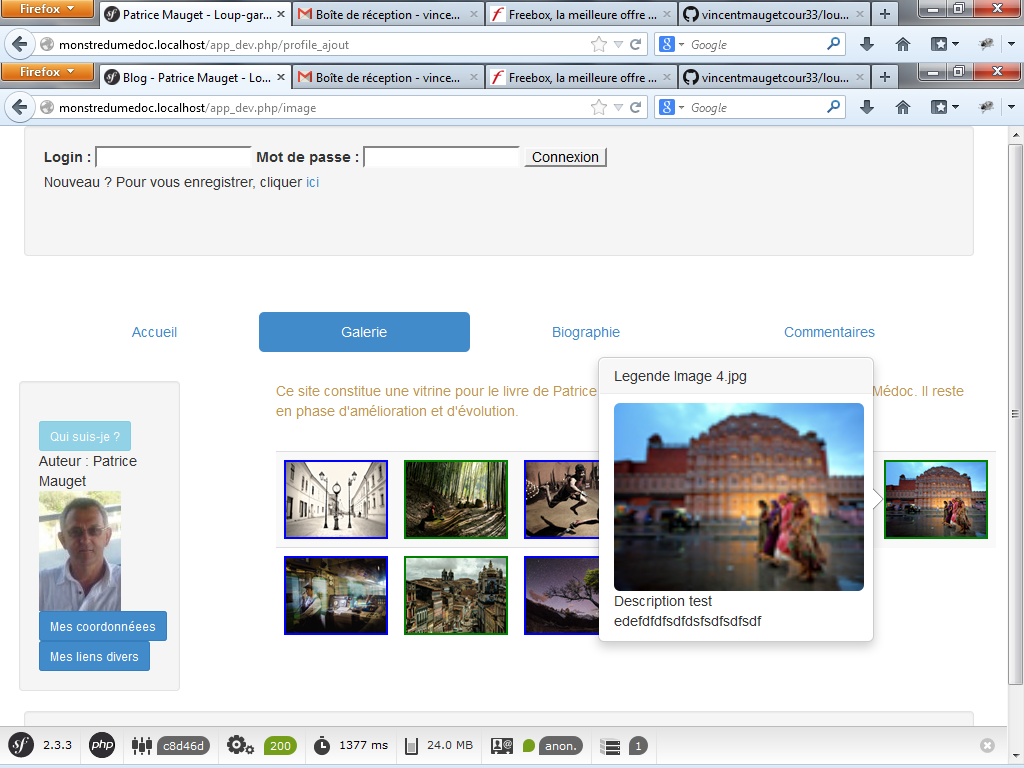 Firefox
Patrice Mauget - Loup-gar...
Boîte de réception - vince...
Freebox, la meilleure offre ...
vincentmaugetcour33/lou...
monstredumedoc.localhost/app_dev.php/profile_ajout
Google
Firefox
Blog - Patrice Mauget - Lo...
Boîte de réception - vince...
Freebox, la meilleure offre ...
vincentmaugetcour33/lou...
monstredumedoc.localhost/app_dev.php/image
Google
Login : Mot de passe : Connexion
Nouveau ? Pour vous enregistrer, cliquer ici
Accueil
Galerie
Biographie
Commentaires
Ce site constitue une vitrine pour le livre de Patrice Médoc. Il reste
en phase d'amélioration et d'évolution.
Legende Image 4.jpg
Description test
edefdfdfsdfdsfsdfsdfsdf
Qui suis-je ?
Auteur : Patrice
Mauget
Mes coordonnéees
Mes liens divers
2.3.3
php
c8d46d
200
1377 ms
24.0 MB
anon.
1